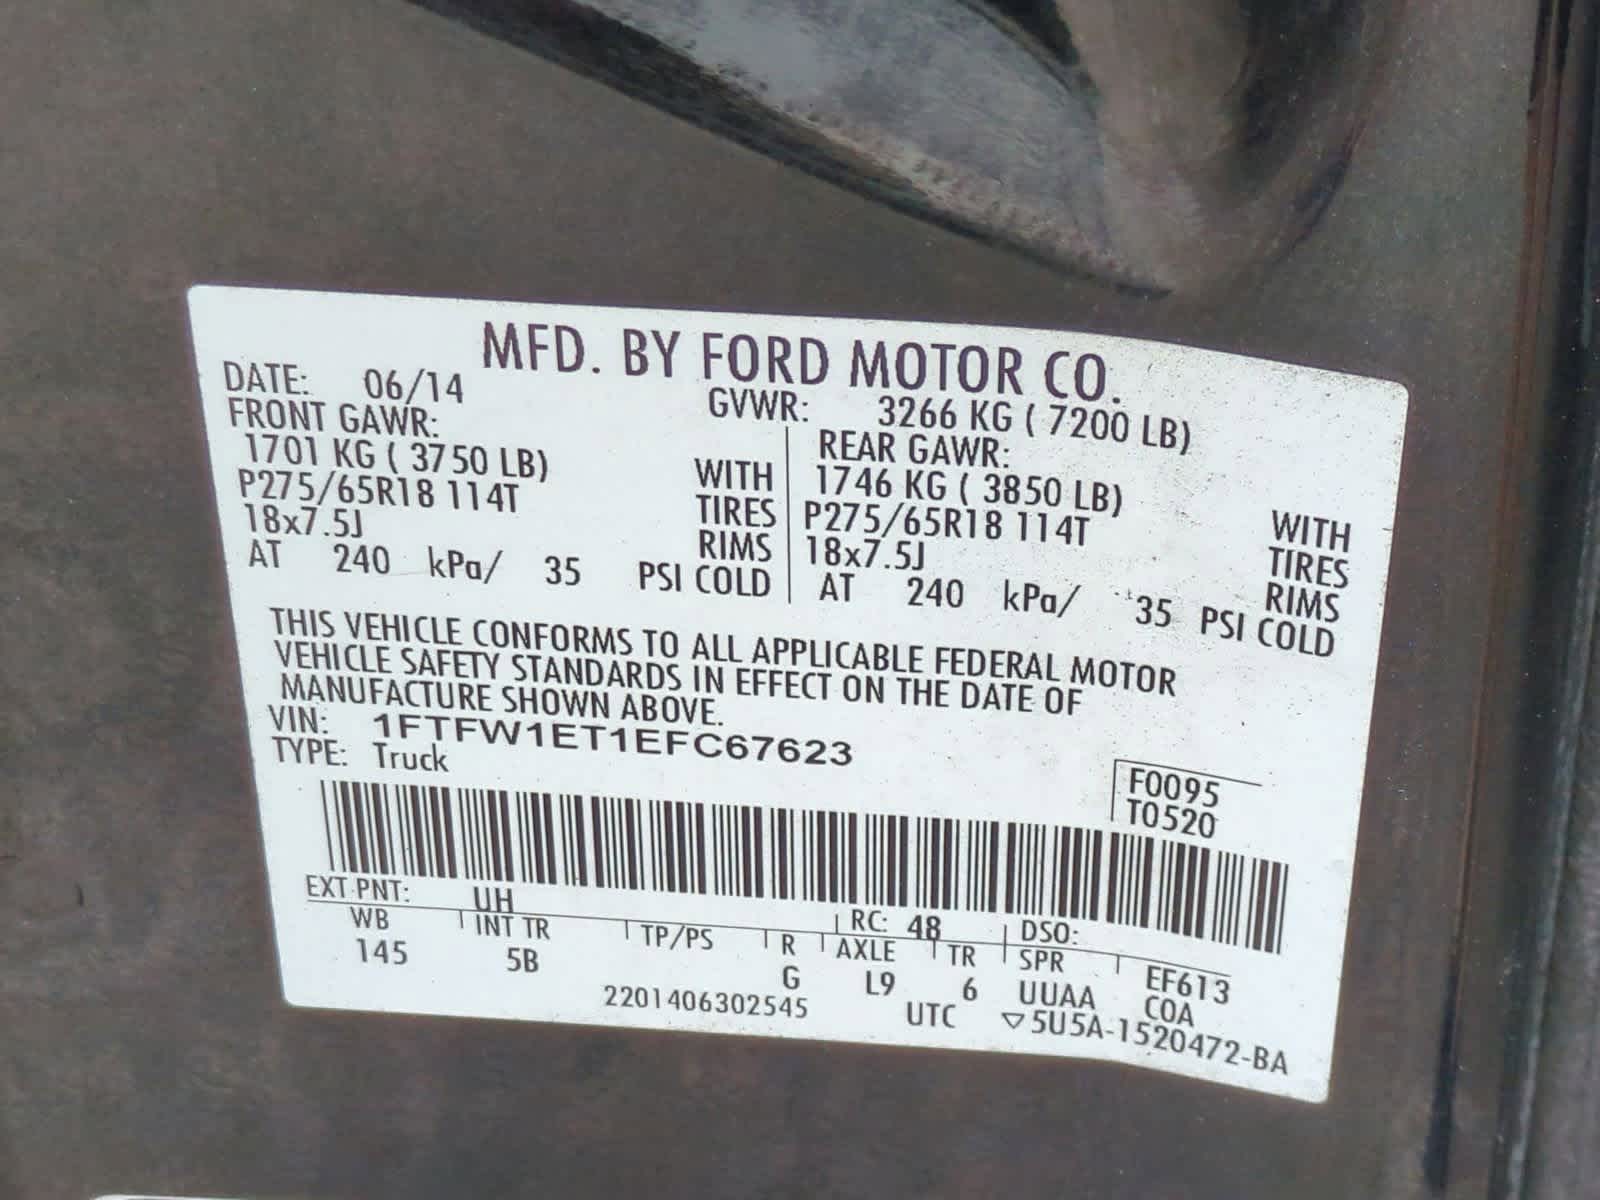 MFD. BY FORD MOTOR CO.
DATE: 06/14 GVWR: 3266 KG ( 7200 LB)
FRONT GAWR: REAR GAWR:
1701 KG ( 3750 LB) WITH 1746 KG ( 3850 LB) WITH
P275/65R18 114T TIRES P275/65R18 114T TIRES
18x7.5J RIMS 18x7.5J RIMS
AT 240 kPa/ 35 PSI COLD AT 240 kPa/ 35 PSI COLD
THIS VEHICLE CONFORMS TO ALL APPLICABLE FEDERAL MOTOR
VEHICLE SAFETY STANDARDS IN EFFECT ON THE DATE OF
MANUFACTURE SHOWN ABOVE.
VIN: 1FTFW1ET1EFC67623
TYPE: Truck
F0095
T0520
EXT PNT: UH RC: 48 DSO:
WB INT TR TP/PS R AXLE TR SPR EF613
145 5B G L9 6 UUAA COA
2201406302545 UTC ▽5U5A-1520472-BA